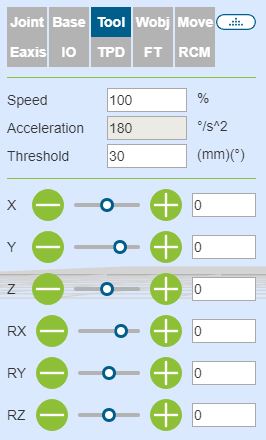 Joint Base Tool Wobj Move
Eaxis IO TPD FT RCM
Speed 100 %
Acceleration 180 °/s^2
Threshold 30 (mm)(°)
X 0
Y 0
Z 0
RX 0
RY 0
RZ 0